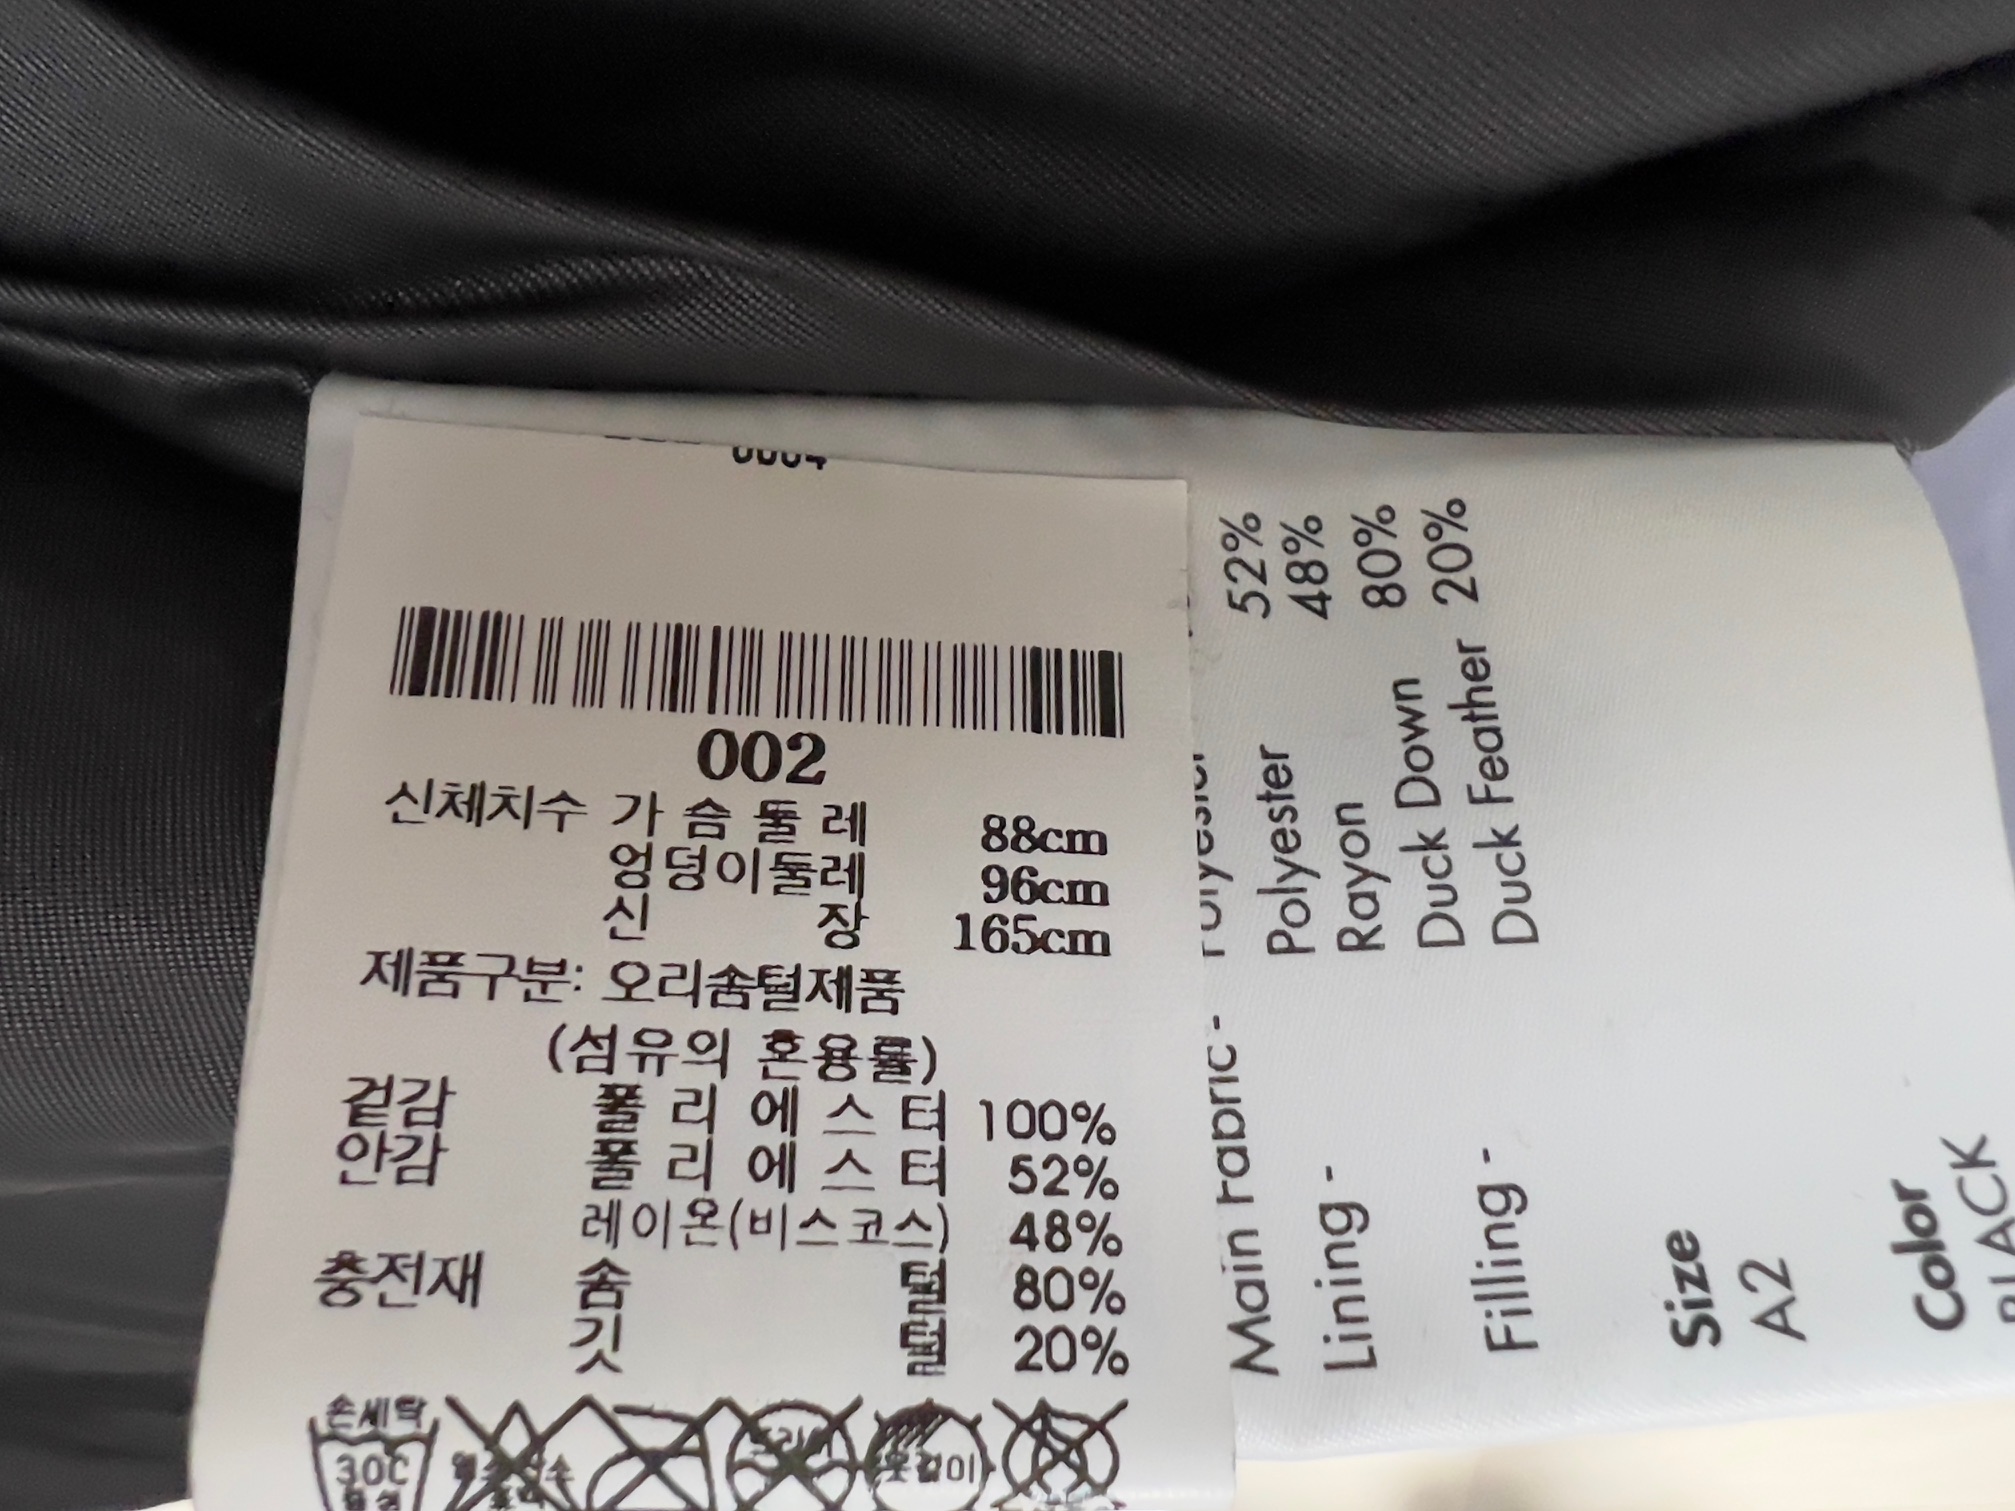 002
신체치수 가슴둘레 88cm
엉덩이둘레 96cm
신장 165cm
제품구분: 오리솜털제품
(섬유의 혼용률)
겉감 폴리에스터 100%
안감 폴리에스터 52%
레이온(비스코스) 48%
충전재 솜털 80%
깃털 20%
손세탁
30C
Main Fabric - Polyester
Lining - Polyester 52%
Rayon 48%
Filling - Duck Down 80%
Duck Feather 20%
Size
A2
Color
BLACK